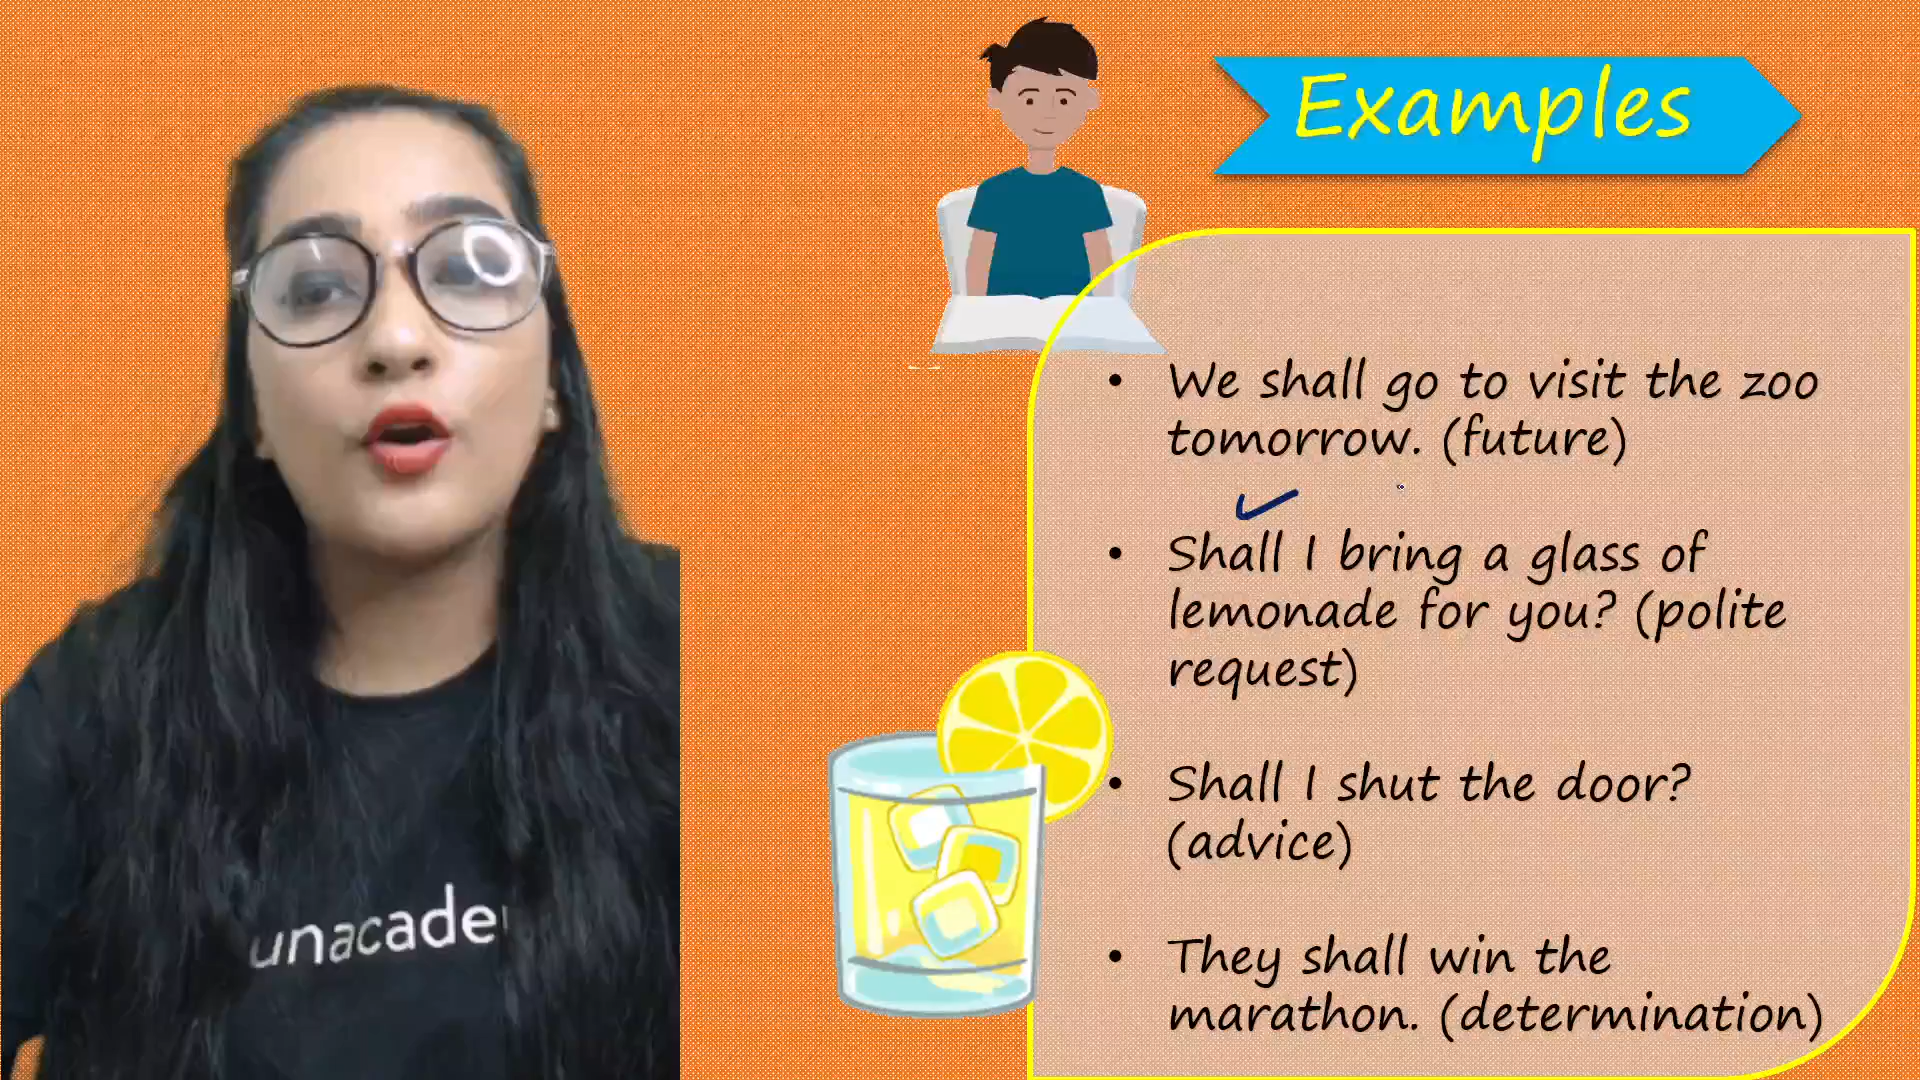 Examples
• We shall go to visit the zoo
tomorrow. (future)
• Shall I bring a glass of
lemonade for you? (polite
request)
• Shall I shut the door?
(advice)
• They shall win the
marathon. (determination)
unacade